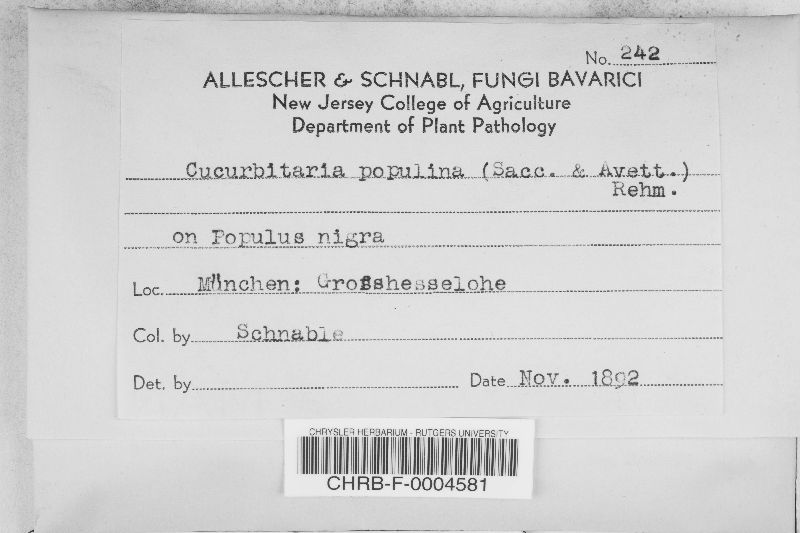 No. 242
ALLESCHER & SCHNABL, FUNGI BAVARICI
New Jersey College of Agriculture
Department of Plant Pathology
Cucurbitaria populina (Sacc. & Avett.)
Rehm.
on Populus nigra
Loc. München: Grosshesselohe
Col. by Schnable
Det. by Date Nov. 1892
CHRYSLER HERBARIUM - RUTGERS UNIVERSITY
CHRB-F-0004581